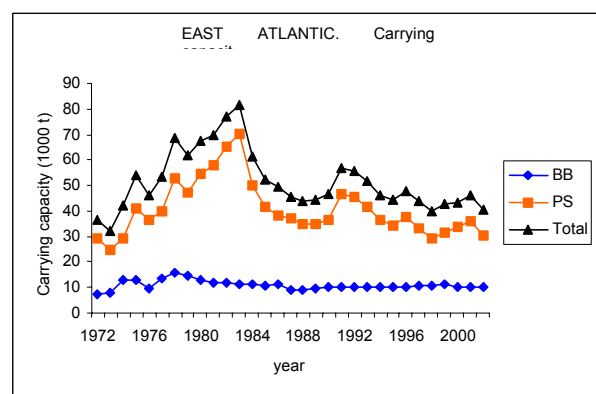 EAST ATLANTIC. Carrying
90
80
70
60
50
40
30
20
10
0
Carrying capacity (1000 t)
1972 1976 1980 1984 1988 1992 1996 2000
year
BB
PS
Total